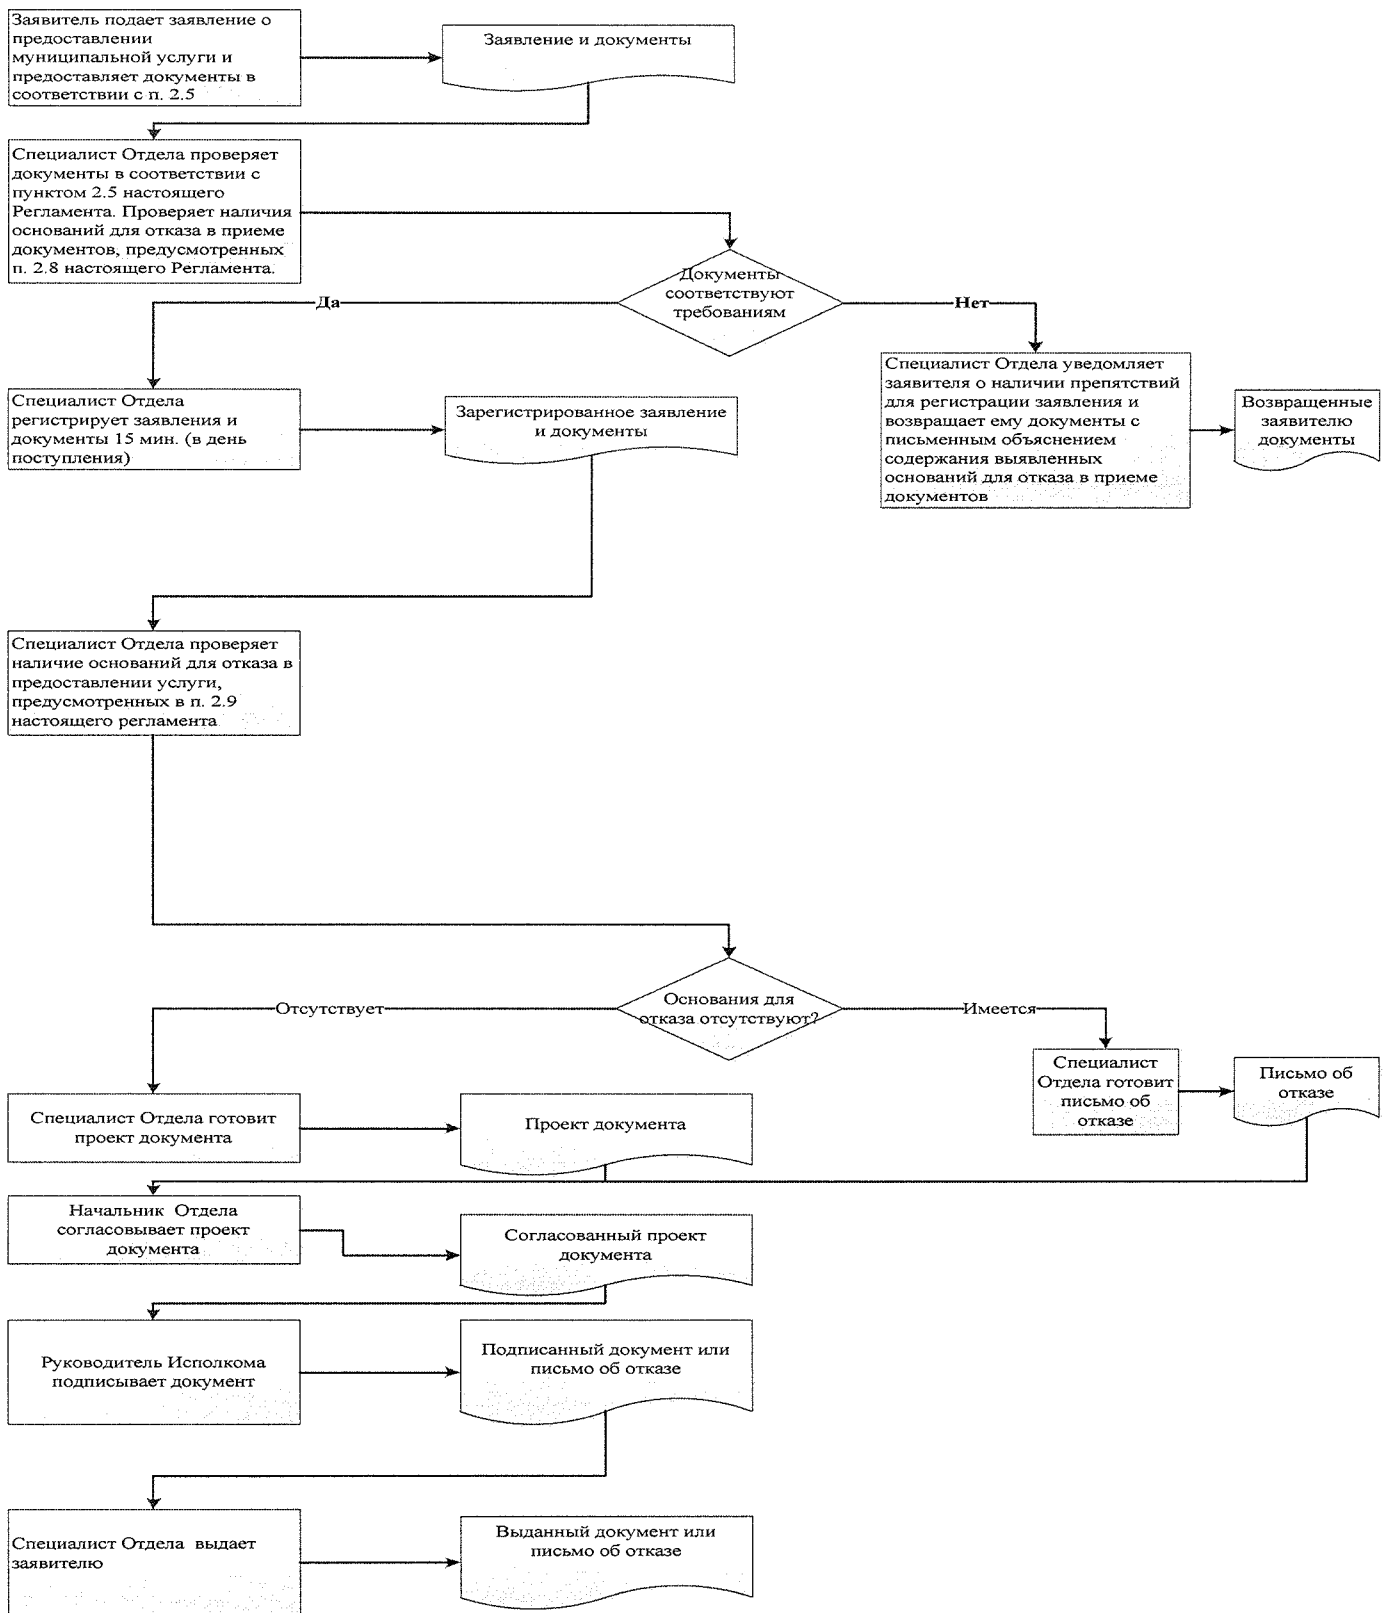 Заявитель подает заявление о
предоставлении
муниципальной услуги и
предоставляет документы в
соответствии с п. 2.5
Заявление и документы
Специалист Отдела проверяет
документы в соответствии с
пунктом 2.5 настоящего
Регламента. Проверяет наличия
оснований для отказа в приеме
документов, предусмотренных
п. 2.8 настоящего Регламента.
Документы
соответствуют
требованиям
Да
Нет
Специалист Отдела
регистрирует заявления и
документы 15 мин. (в день
поступления)
Зарегистрированное заявление
и документы
Специалист Отдела уведомляет
заявителя о наличии препятствий
для регистрации заявления и
возвращает ему документы с
письменным объяснением
содержания выявленных
оснований для отказа в приеме
документов
Возвращенные
заявителю
документы
Специалист Отдела проверяет
наличие оснований для отказа в
предоставлении услуги,
предусмотренных в п. 2.9
настоящего регламента
Основания для
отказа отсутствуют?
Отсутствует
Имеется
Специалист
Отдела готовит
письмо об
отказе
Письмо об
отказе
Специалист Отдела готовит
проект документа
Проект документа
Начальник Отдела
согласовывает проект
документа
Согласованный проект
документа
Руководитель Исполкома
подписывает документ
Подписанный документ или
письмо об отказе
Специалист Отдела выдает
заявителю
Выданный документ или
письмо об отказе